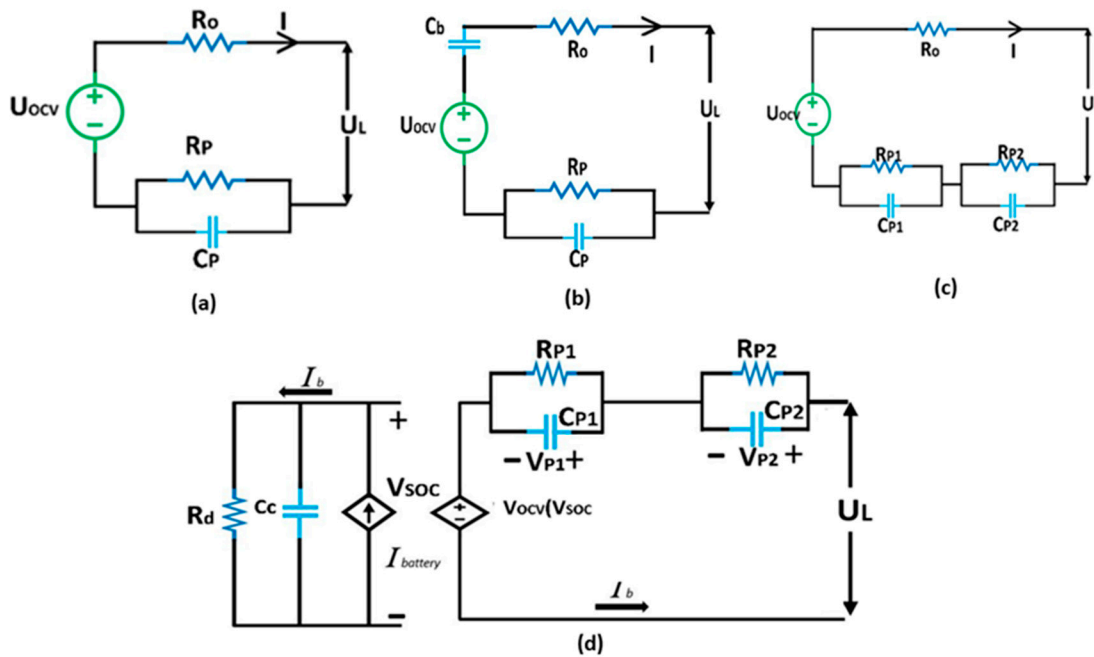 Ro I
UOCV
UL
RP
CP
(a)
Cb
Ro I
UOCV
UL
RP
CP
(b)
Ro I
UOCV
U
RP1 RP2
CP1 CP2
(c)
Ib
+
Rd Cc VSOC
Ibattery
-
RP1 RP2
CP1 CP2
- VP1 + - VP2 +
VOCV(VSOC
UL
Ib
(d)